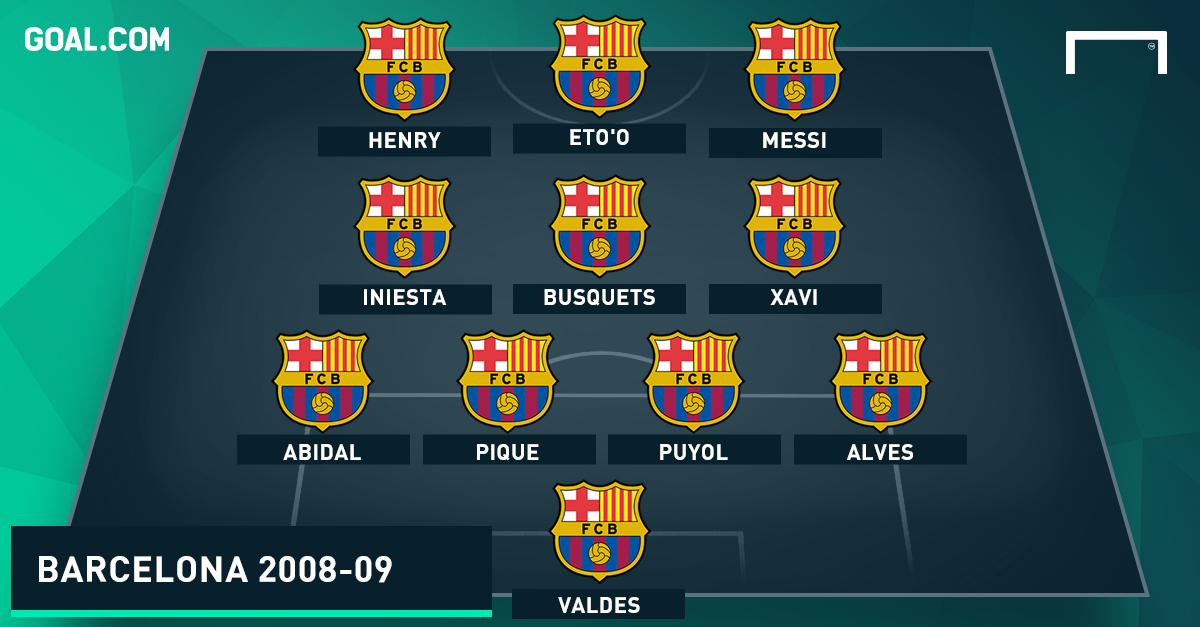 GOAL.COM
FCB
FCB
FCB
HENRY
ETO'O
MESSI
FCB
FCB
FCB
INIESTA
BUSQUETS
XAVI
FCB
FCB
FCB
FCB
ABIDAL
PIQUE
PUYOL
ALVES
FCB
BARCELONA 2008-09
VALDES